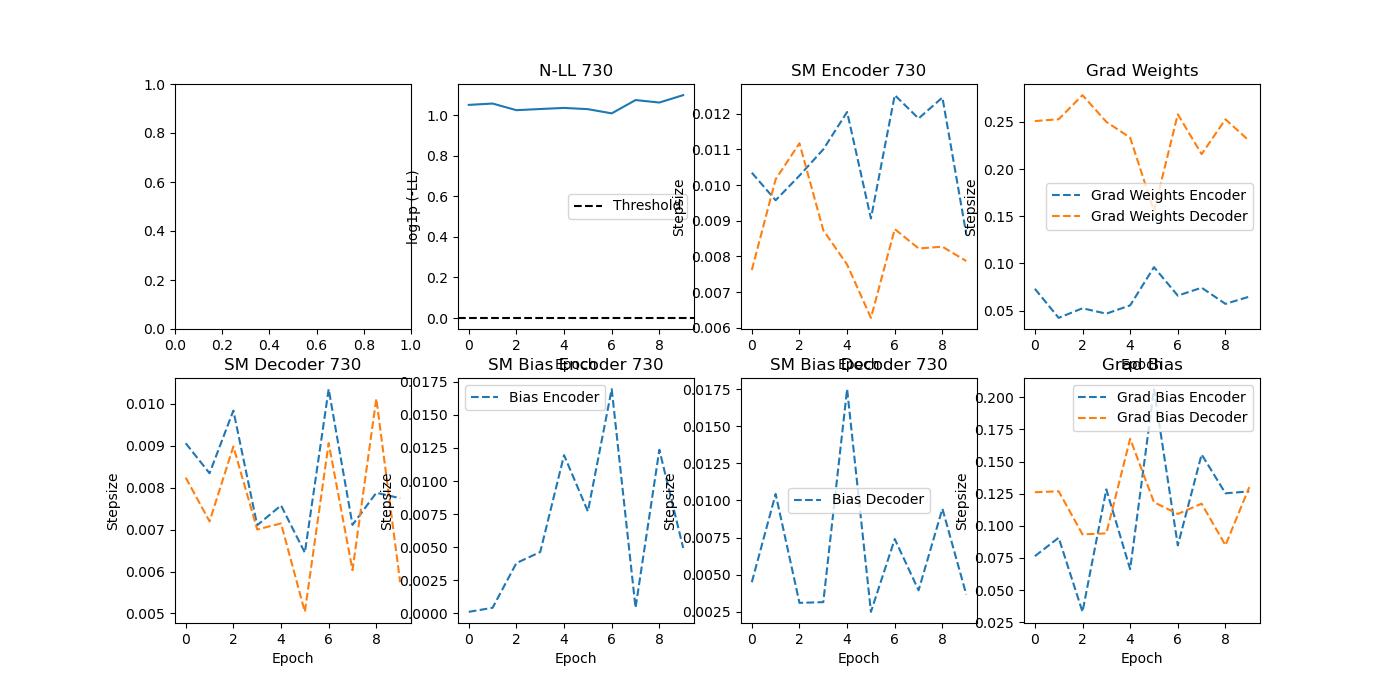 1.0
0.8
0.6
0.4
0.2
0.0
0.0 0.2 0.4 0.6 0.8 1.0
N-LL 730
log1p (-LL)
1.0
0.8
0.6
0.4
0.2
0.0
Threshold
0 2 4 6 8
Epoch
SM Encoder 730
Stepsize
0.012
0.011
0.010
0.009
0.008
0.007
0.006
0 2 4 6 8
Epoch
Grad Weights
Stepsize
0.25
0.20
0.15
0.10
0.05
Grad Weights Encoder
Grad Weights Decoder
0 2 4 6 8
Epoch
SM Decoder 730
Stepsize
0.010
0.009
0.008
0.007
0.006
0.005
0 2 4 6 8
Epoch
SM Bias Encoder 730
Stepsize
0.0175
0.0150
0.0125
0.0100
0.0075
0.0050
0.0025
0.0000
Bias Encoder
0 2 4 6 8
Epoch
SM Bias Decoder 730
Stepsize
0.0175
0.0150
0.0125
0.0100
0.0075
0.0050
0.0025
Bias Decoder
0 2 4 6 8
Epoch
Grad Bias
Stepsize
0.200
0.175
0.150
0.125
0.100
0.075
0.050
0.025
Grad Bias Encoder
Grad Bias Decoder
0 2 4 6 8
Epoch